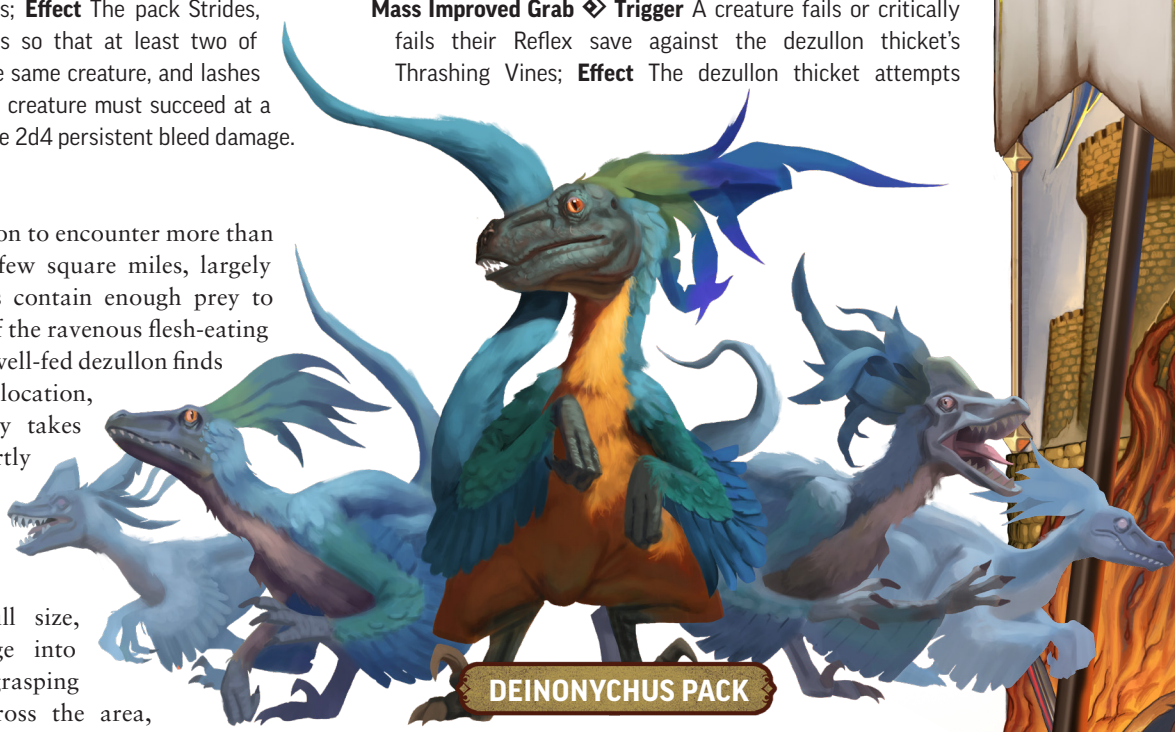 s; Effect The pack Strides,
s so that at least two of
e same creature, and lashes
creature must succeed at a
e 2d4 persistent bleed damage.
on to encounter more than
few square miles, largely
s contain enough prey to
f the ravenous flesh-eating
well-fed dezullon finds
location,
y takes
rtly
ll size,
ge into
grasping
ross the area,
Mass Improved Grab Trigger A creature fails or critically
fails their Reflex save against the dezullon thicket's
Thrashing Vines; Effect The dezullon thicket attempts
DEINONYCHUS PACK